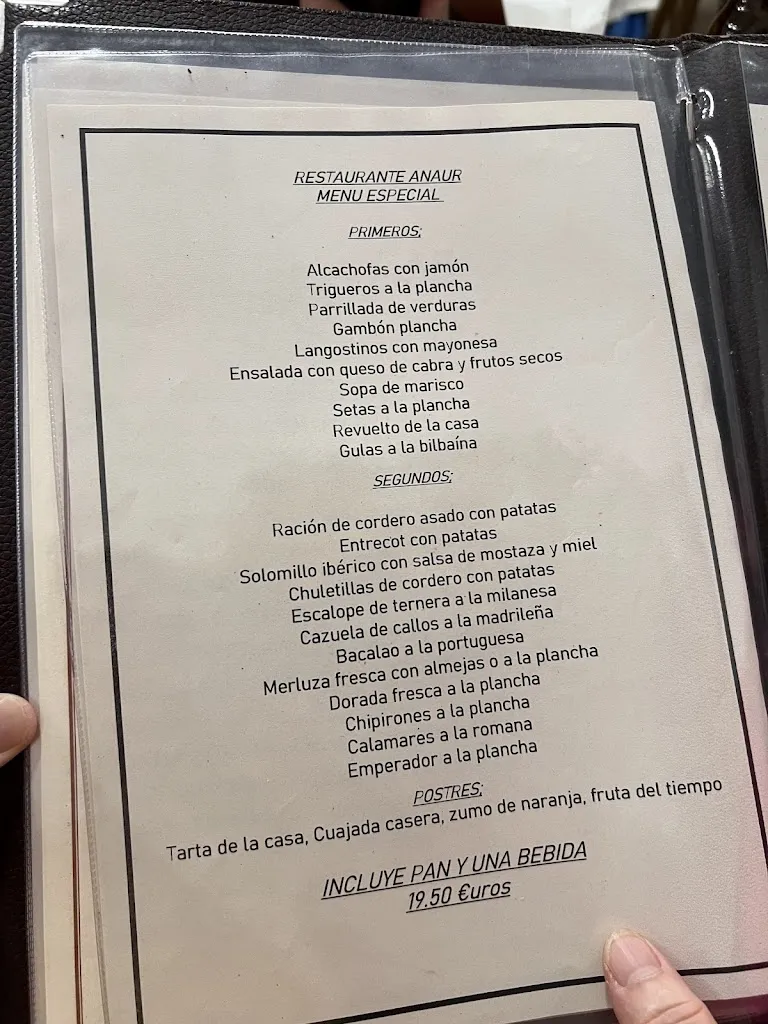 RESTAURANTE ANAUR
MENU ESPECIAL
PRIMEROS;
Alcachofas con jamón
Trigueros a la plancha
Parrillada de verduras
Gambón plancha
Langostinos con mayonesa
Ensalada con queso de cabra y frutos secos
Sopa de marisco
Setas a la plancha
Revuelto de la casa
Gulas a la bilbaína
SEGUNDOS;
Ración de cordero asado con patatas
Entrecot con patatas
Solomillo ibérico con salsa de mostaza y miel
Chuletillas de cordero con patatas
Escalope de ternera a la milanesa
Cazuela de callos a la madrileña
Bacalao a la portuguesa
Merluza fresca con almejas o a la plancha
Dorada fresca a la plancha
Chipirones a la plancha
Calamares a la romana
Emperador a la plancha
POSTRES;
Tarta de la casa, Cuajada casera, zumo de naranja, fruta del tiempo
INCLUYE PAN Y UNA BEBIDA
19.50 €uros